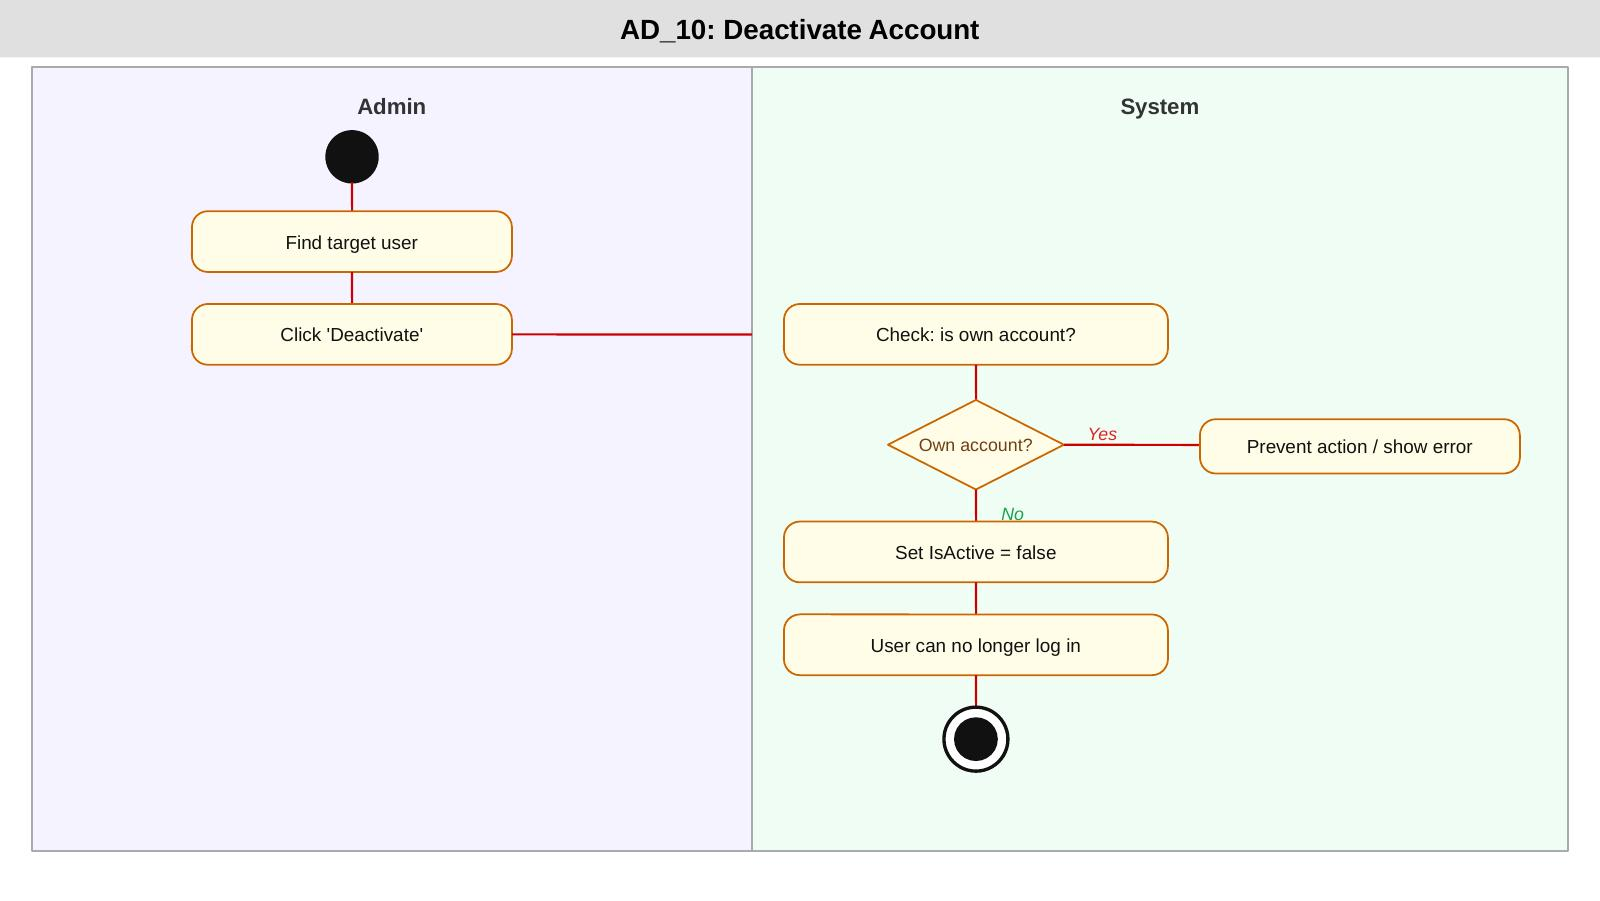 AD_10: Deactivate Account
Admin
System
Find target user
Click 'Deactivate'
Check: is own account?
Own account?
Yes
Prevent action / show error
No
Set IsActive = false
User can no longer log in